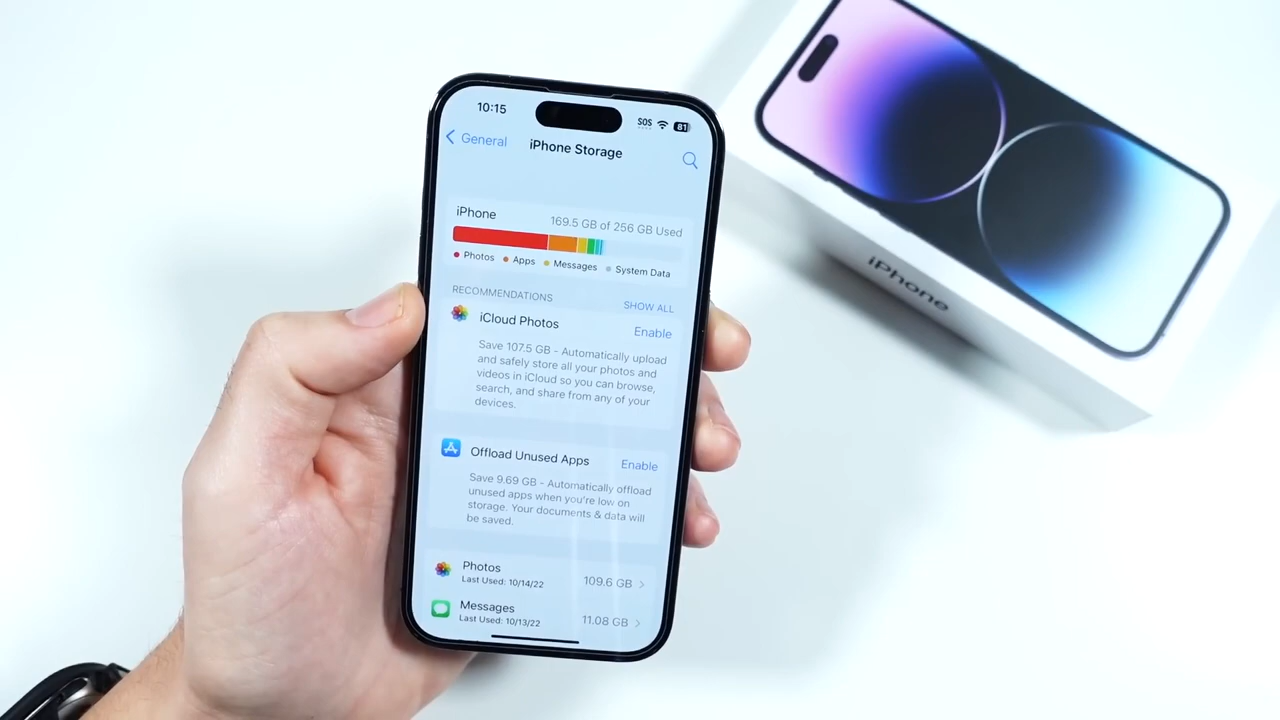 10:15
SOS
81
General
iPhone Storage
iPhone
169.5 GB of 256 GB Used
Photos
Apps
Messages
System Data
RECOMMENDATIONS
SHOW ALL
iCloud Photos
Enable
Save 107.5 GB - Automatically upload
and safely store all your photos and
videos in iCloud so you can browse,
search, and share from any of your
devices.
Offload Unused Apps
Enable
Save 9.69 GB - Automatically offload
unused apps when you're low on
storage. Your documents & data will
be saved.
Photos
109.6 GB
Last Used: 10/14/22
Messages
11.08 GB
Last Used: 10/13/22
iPhone